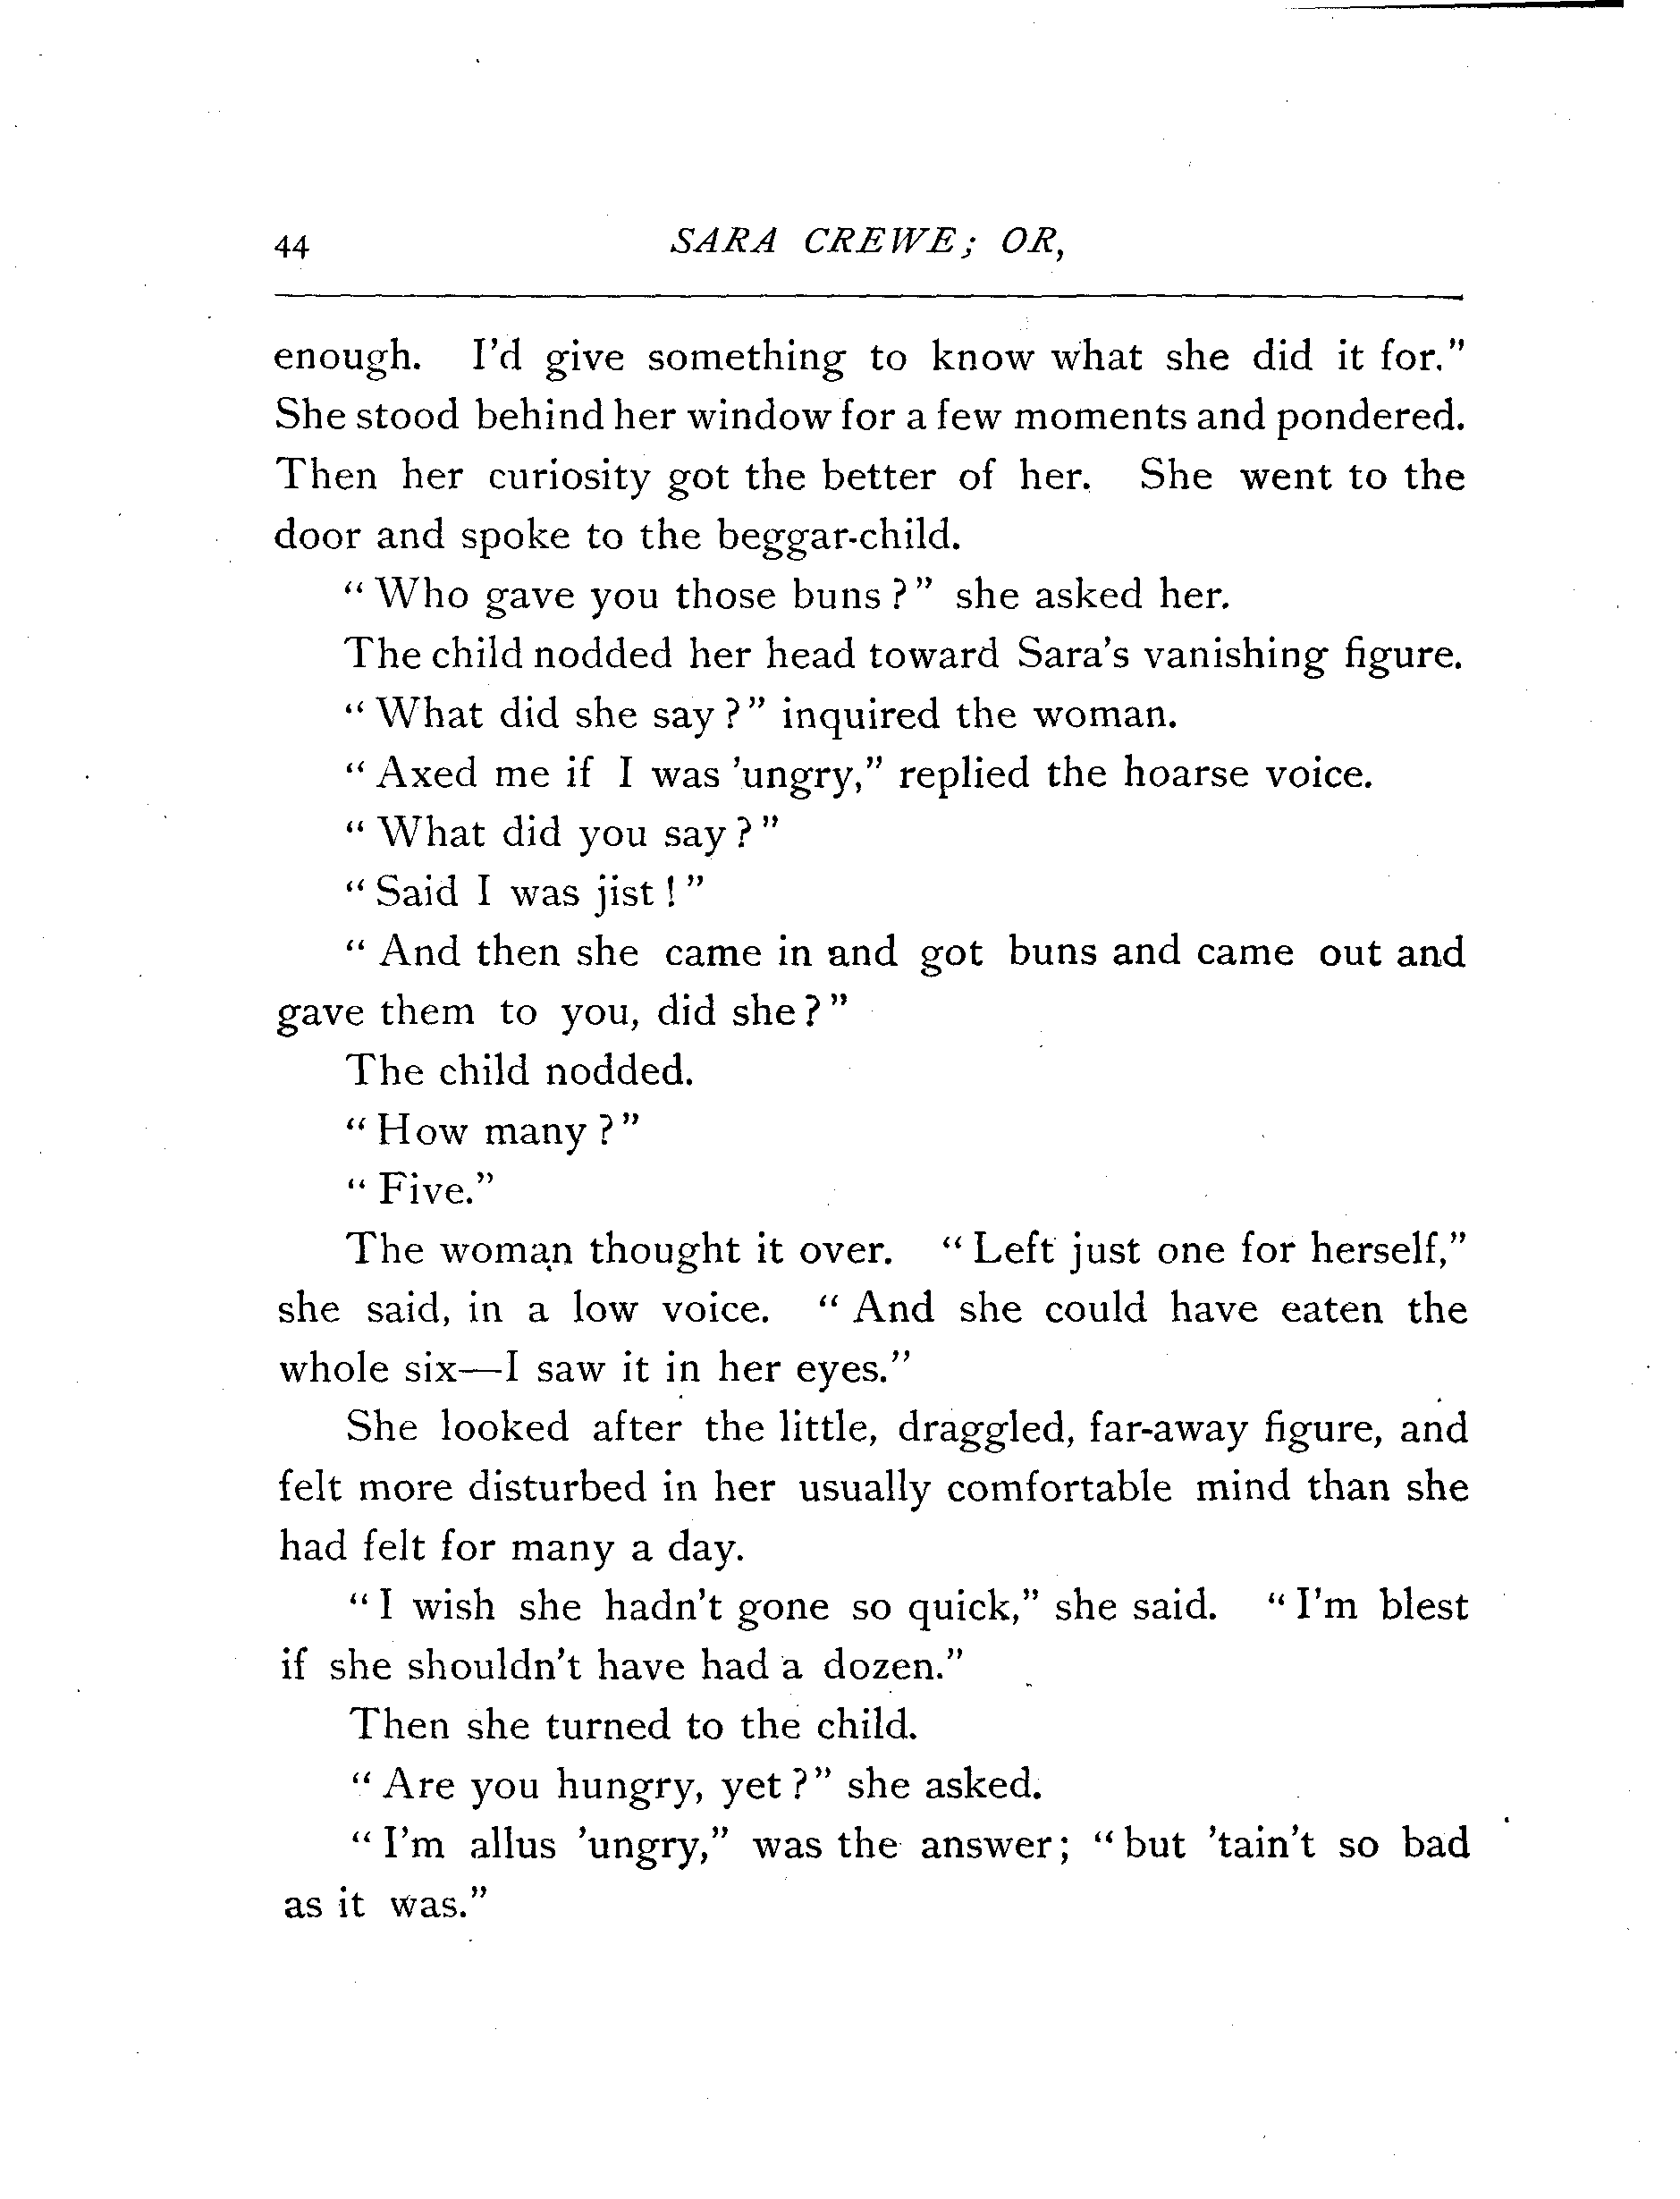 44 SARA CREWE; OR,
enough. I'd give something to know what she did it for."
She stood behind her window for a few moments and pondered.
Then her curiosity got the better of her. She went to the
door and spoke to the beggar-child.
"Who gave you those buns?" she asked her.
The child nodded her head toward Sara's vanishing figure.
"What did she say?" inquired the woman.
"Axed me if I was 'ungry," replied the hoarse voice.
"What did you say?"
"Said I was jist!"
"And then she came in and got buns and came out and
gave them to you, did she?"
The child nodded.
"How many?"
"Five."
The woman thought it over. "Left just one for herself,"
she said, in a low voice. "And she could have eaten the
whole six—I saw it in her eyes."
She looked after the little, draggled, far-away figure, and
felt more disturbed in her usually comfortable mind than she
had felt for many a day.
"I wish she hadn't gone so quick," she said. "I'm blest
if she shouldn't have had a dozen."
Then she turned to the child.
"Are you hungry, yet?" she asked.
"I'm allus 'ungry," was the answer; "but 'tain't so bad
as it was."